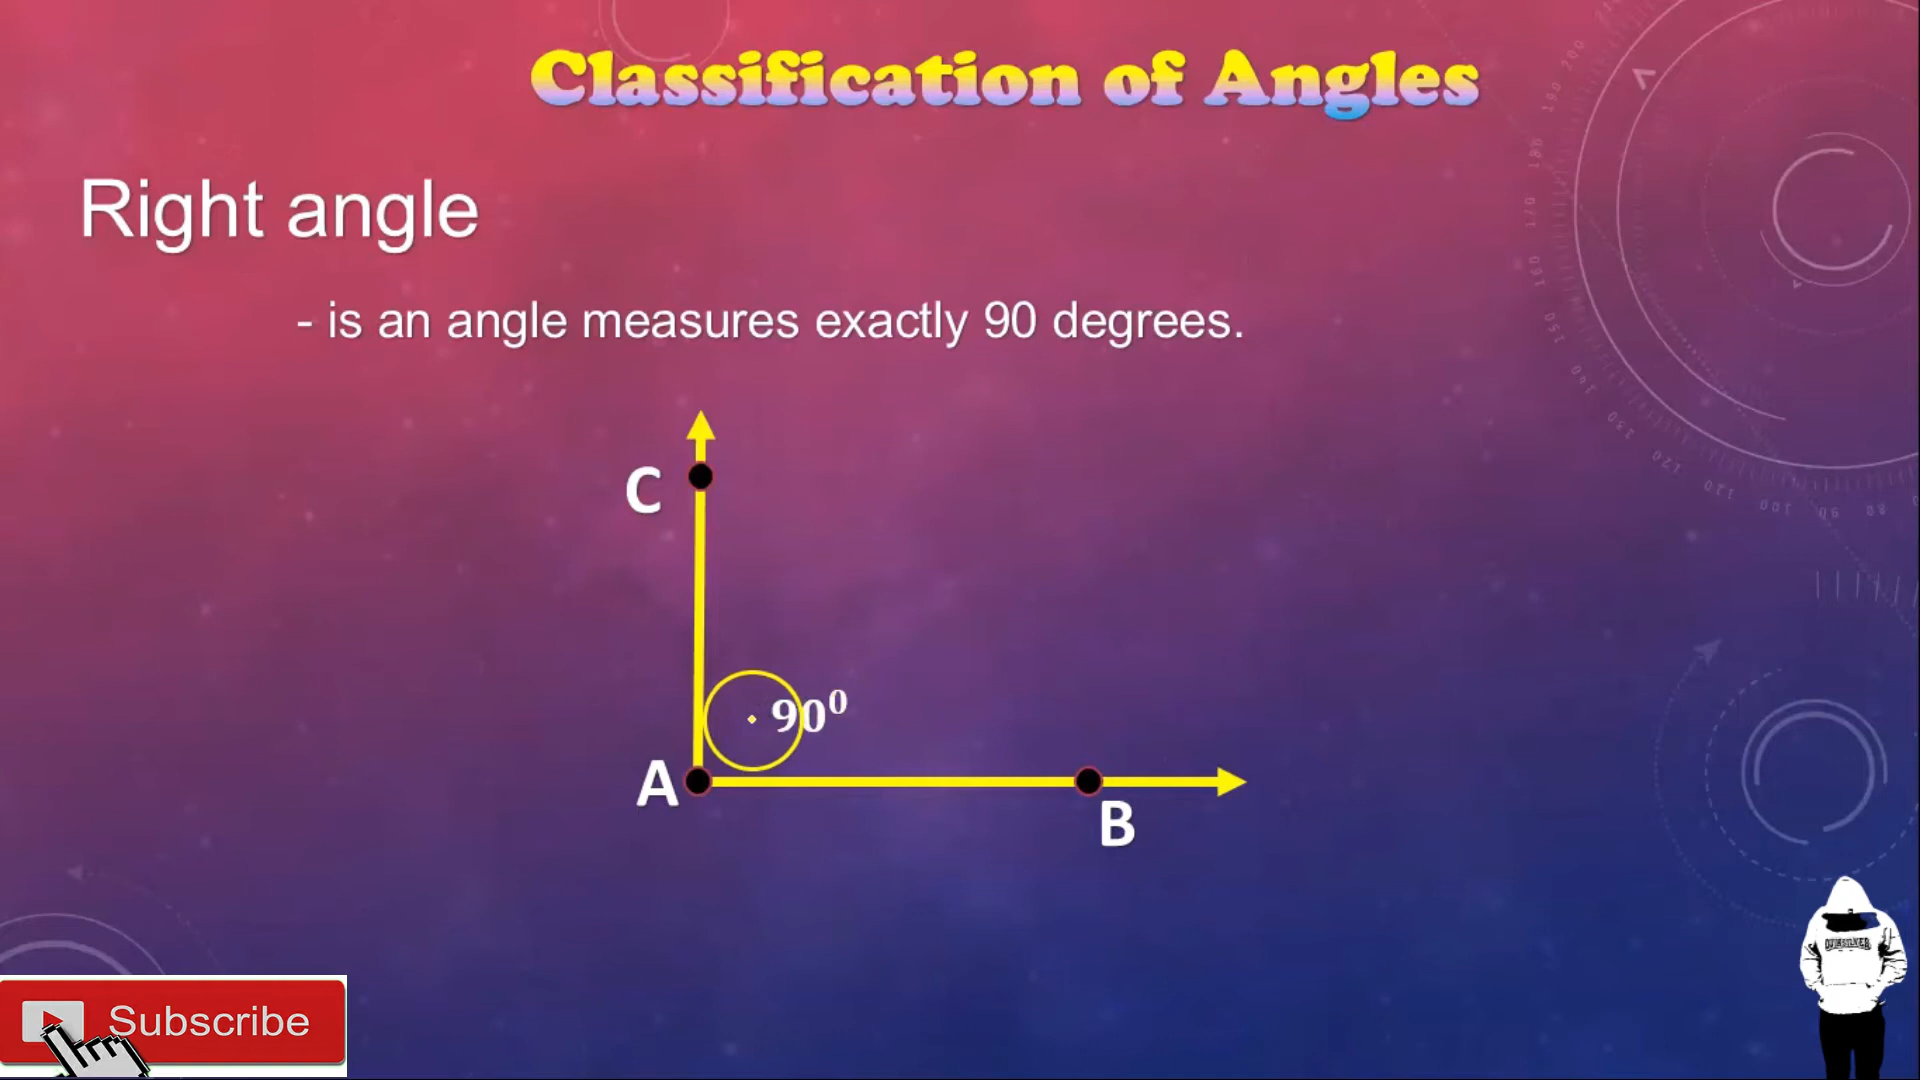 Classification of Angles
Right angle
- is an angle measures exactly 90 degrees.
C
90⁰
A
B
Subscribe